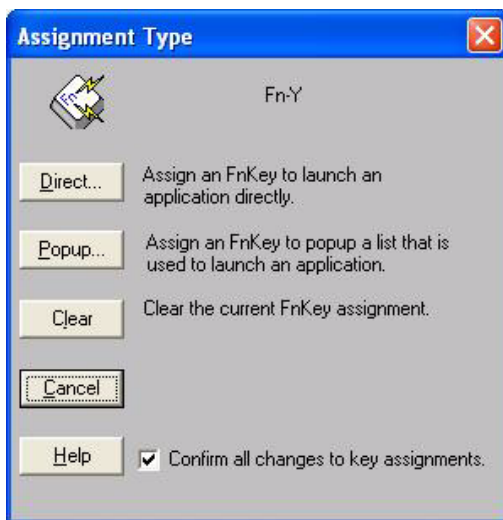 Assignment Type
Fn
Fn-Y
Direct...
Assign an FnKey to launch an
application directly.
Popup...
Assign an FnKey to popup a list that is
used to launch an application.
Clear
Clear the current FnKey assignment.
Cancel
Help
Confirm all changes to key assignments.